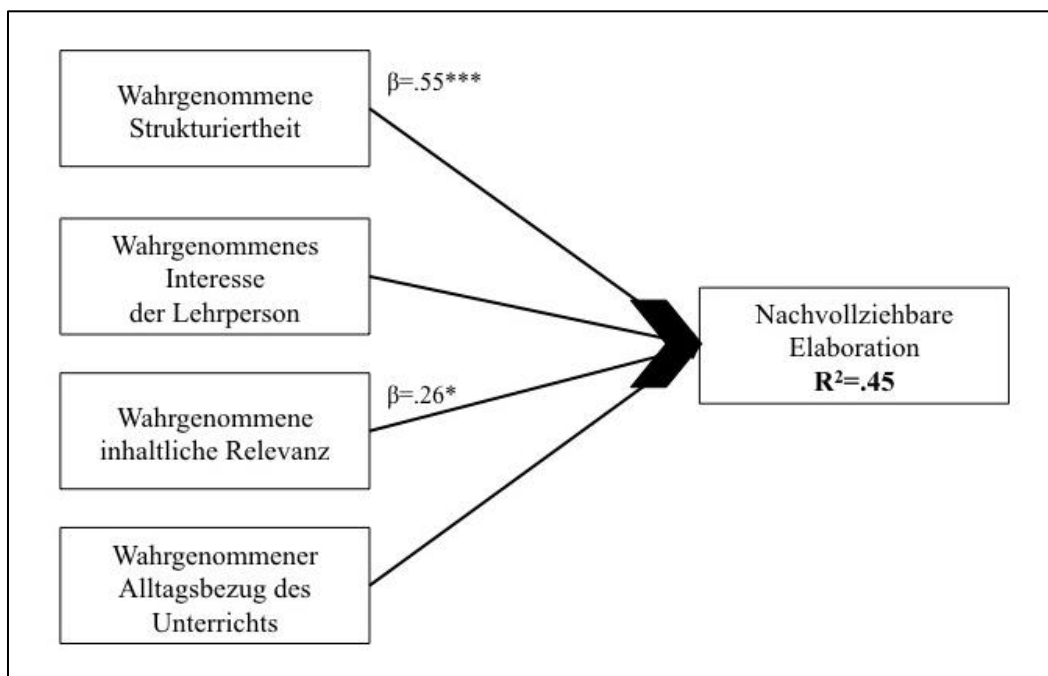 Wahrgenommene
Strukturiertheit
β=.55***
Wahrgenommenes
Interesse
der Lehrperson
Wahrgenommene
inhaltliche Relevanz
β=.26*
Wahrgenommener
Alltagsbezug des
Unterrichts
Nachvollziehbare
Elaboration
R²=.45